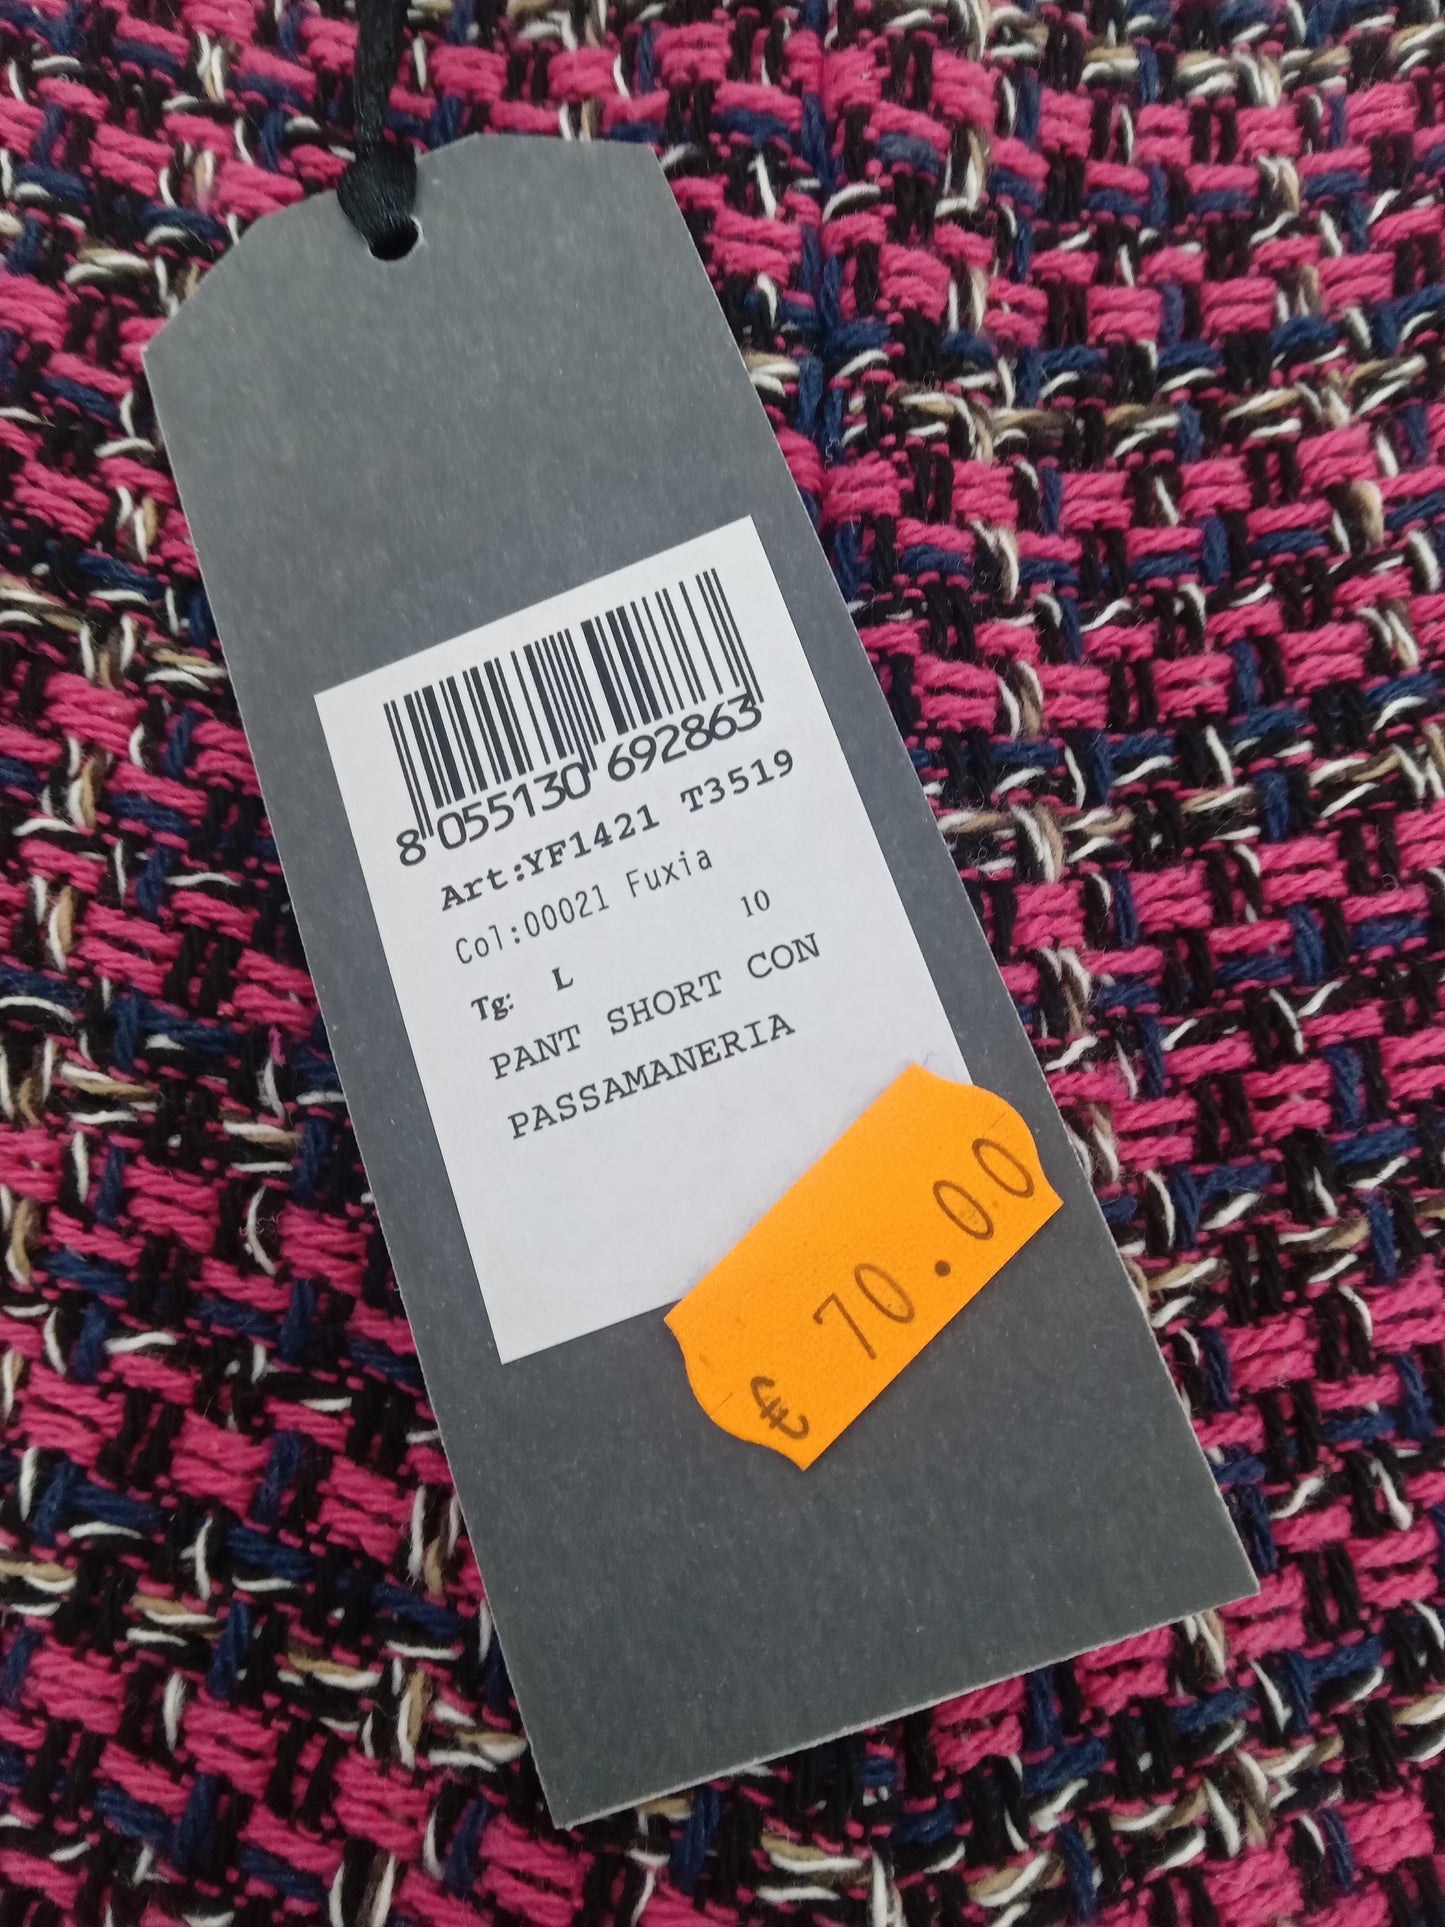 8 055130 692863
Art:YF1421 T3519
Col:00021 Fuxia
Tg: L 10
PANT SHORT CON
PASSAMANERIA
€ 70.00